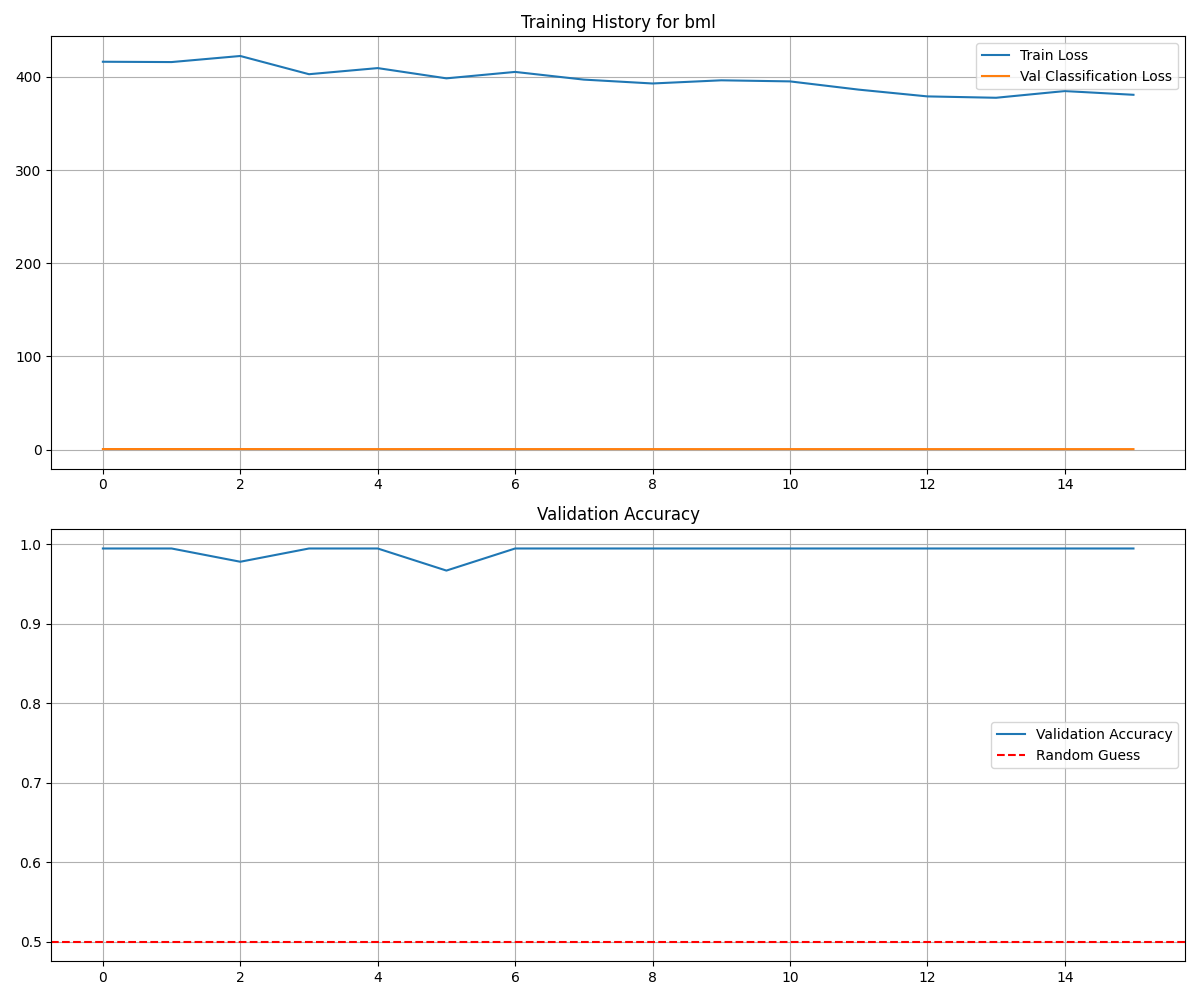 Training History for bml
Train Loss
Val Classification Loss
400
300
200
100
0
0 2 4 6 8 10 12 14
Validation Accuracy
1.0
0.9
0.8
0.7
0.6
0.5
Validation Accuracy
Random Guess
0 2 4 6 8 10 12 14